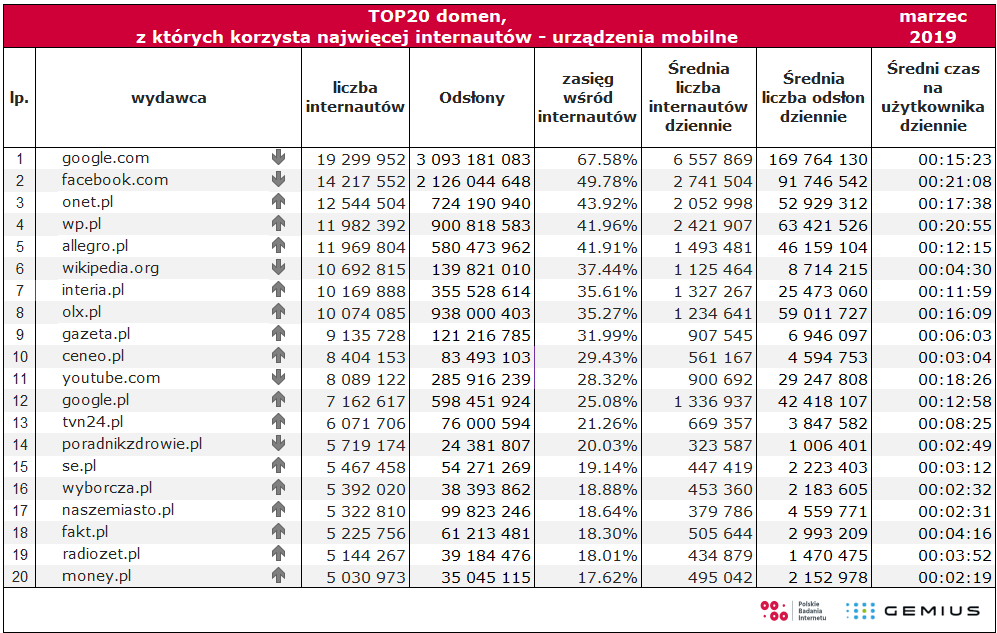 TOP20 domen,
z których korzysta najwięcej internautów - urządzenia mobilne
marzec
2019
lp.
wydawca
liczba
internautów
Odsłony
zasięg
wśród
internautów
Średnia
liczba
internautów
dziennie
Średnia
liczba odsłon
dziennie
Średni czas
na
użytkownika
dziennie
1 google.com 19 299 952 3 093 181 083 67.58% 6 557 869 169 764 130 00:15:23
2 facebook.com 14 217 552 2 126 044 648 49.78% 2 741 504 91 746 542 00:21:08
3 onet.pl 12 544 504 724 190 940 43.92% 2 052 998 52 929 312 00:17:38
4 wp.pl 11 982 392 900 818 583 41.96% 2 421 907 63 421 526 00:20:55
5 allegro.pl 11 969 804 580 473 962 41.91% 1 493 481 46 159 104 00:12:15
6 wikipedia.org 10 692 815 139 821 010 37.44% 1 125 464 8 714 215 00:04:30
7 interia.pl 10 169 888 355 528 614 35.61% 1 327 267 25 473 060 00:11:59
8 olx.pl 10 074 085 938 000 403 35.27% 1 234 641 59 011 727 00:16:09
9 gazeta.pl 9 135 728 121 216 785 31.99% 907 545 6 946 097 00:06:03
10 ceneo.pl 8 404 153 83 493 103 29.43% 561 167 4 594 753 00:03:04
11 youtube.com 8 089 122 285 916 239 28.32% 900 692 29 247 808 00:18:26
12 google.pl 7 162 617 598 451 924 25.08% 1 336 937 42 418 107 00:12:58
13 tvn24.pl 6 071 706 76 000 594 21.26% 669 357 3 847 582 00:08:25
14 poradnikzdrowie.pl 5 719 174 24 381 807 20.03% 323 587 1 006 401 00:02:49
15 se.pl 5 467 458 54 271 269 19.14% 447 419 2 223 403 00:03:12
16 wyborcza.pl 5 392 020 38 393 862 18.88% 453 360 2 183 605 00:02:32
17 naszemiasto.pl 5 322 810 99 823 246 18.64% 379 786 4 559 771 00:02:31
18 fakt.pl 5 225 756 61 213 481 18.30% 505 644 2 993 209 00:04:16
19 radiozet.pl 5 144 267 39 184 476 18.01% 434 879 1 470 475 00:03:52
20 money.pl 5 030 973 35 045 115 17.62% 495 042 2 152 978 00:02:19
Polskie
Badania
Internetu
GEMIUS